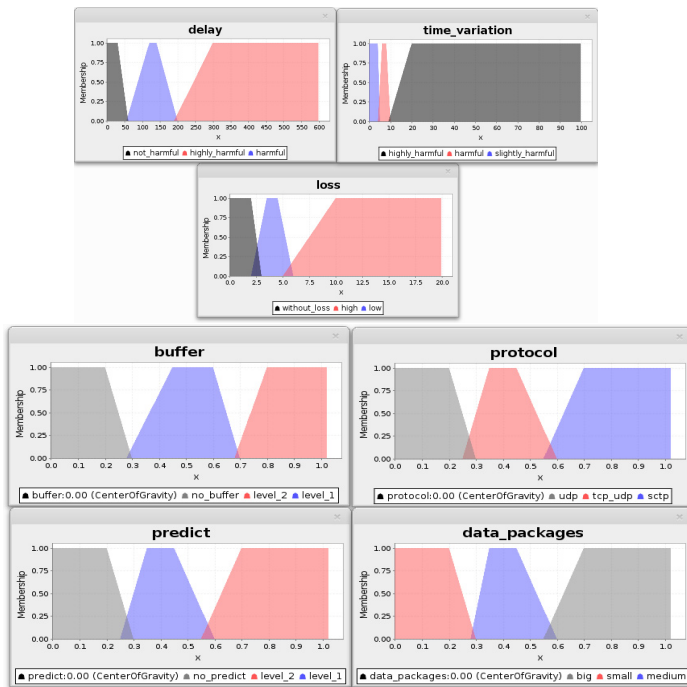 delay
Membership
1.00
0.75
0.50
0.25
0.00
0 50 100 150 200 250 300 350 400 450 500 550 600
x
not_harmful highly_harmful harmful
time_variation
Membership
1.00
0.75
0.50
0.25
0.00
0 10 20 30 40 50 60 70 80 90 100
x
highly_harmful harmful slightly_harmful
loss
Membership
1.00
0.75
0.50
0.25
0.00
0.0 2.5 5.0 7.5 10.0 12.5 15.0 17.5 20.0
x
without_loss high low
buffer
Membership
1.00
0.75
0.50
0.25
0.00
0.0 0.1 0.2 0.3 0.4 0.5 0.6 0.7 0.8 0.9 1.0
x
buffer:0.00 (CenterOfGravity) no_buffer level_2 level_1
protocol
Membership
1.00
0.75
0.50
0.25
0.00
0.0 0.1 0.2 0.3 0.4 0.5 0.6 0.7 0.8 0.9 1.0
x
protocol:0.00 (CenterOfGravity) udp tcp_udp sctp
predict
Membership
1.00
0.75
0.50
0.25
0.00
0.0 0.1 0.2 0.3 0.4 0.5 0.6 0.7 0.8 0.9 1.0
x
predict:0.00 (CenterOfGravity) no_predict level_2 level_1
data_packages
Membership
1.00
0.75
0.50
0.25
0.00
0.0 0.1 0.2 0.3 0.4 0.5 0.6 0.7 0.8 0.9 1.0
x
data_packages:0.00 (CenterOfGravity) big small medium